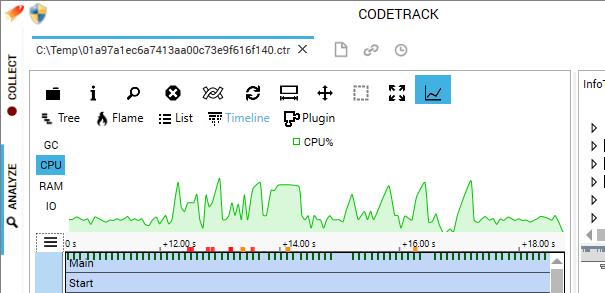 CODETRACK
C:\Temp\01a97a1ec6a7413aa00c73e9f616f140.ctr
COLLECT
ANALYZE
InfoT
Tree Flame List Timeline Plugin
CPU%
GC
CPU
RAM
IO
0 s +12.00 s +14.00 s +16.00 s +18.00 s
Main
Start